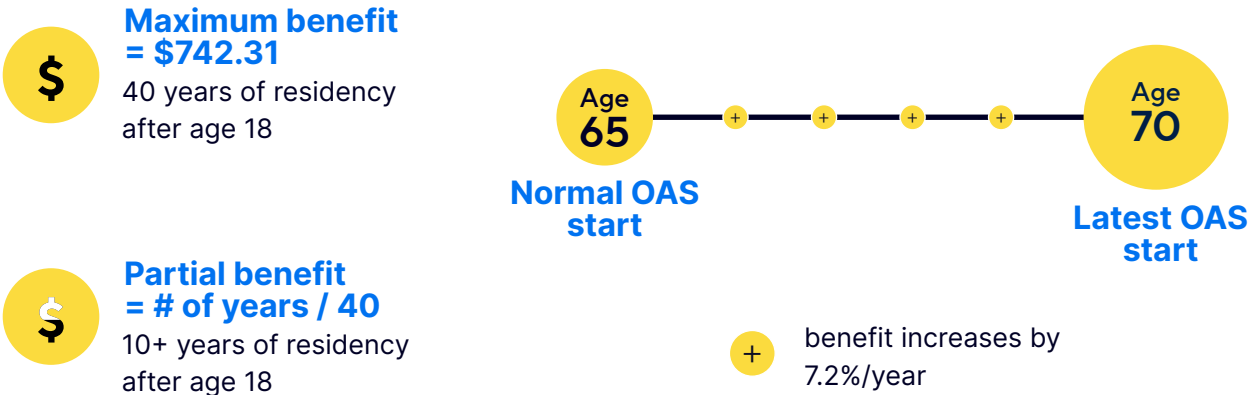 $
Maximum benefit
= $742.31
40 years of residency
after age 18
$
Partial benefit
= # of years / 40
10+ years of residency
after age 18
Age
65
+ + + +
Age
70
Normal OAS
start
Latest OAS
start
+
benefit increases by
7.2%/year